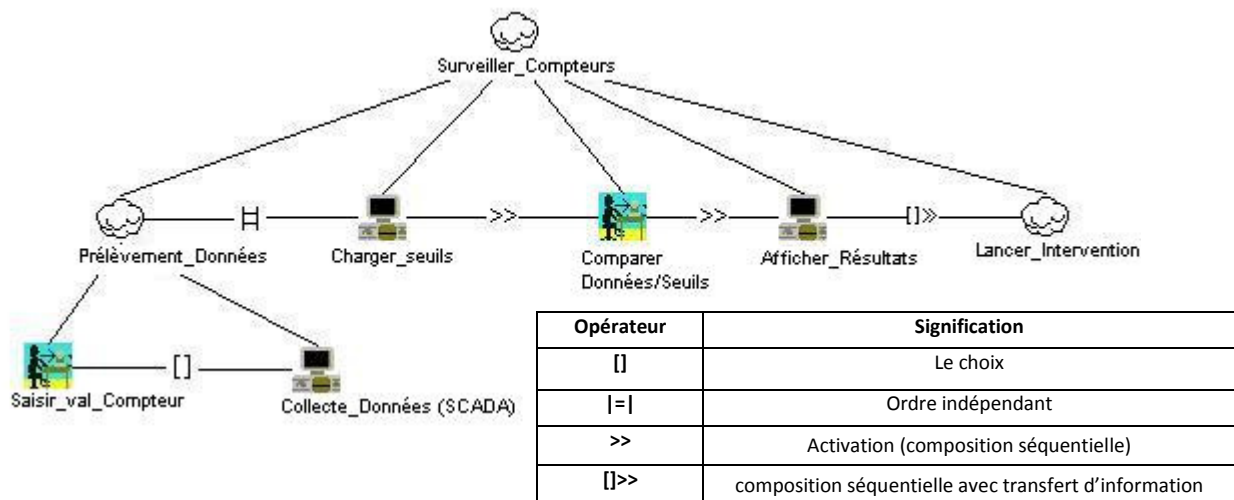 Surveiller_Compteurs
|=|
>>
>>
[]>>
Prélèvement_Données
Charger_seuils
Comparer
Données/Seuils
Afficher_Résultats
Lancer_Intervention
[]
Saisir_val_Compteur
Collecte_Données (SCADA)
Opérateur Signification
[] Le choix
|=| Ordre indépendant
>> Activation (composition séquentielle)
[]>> composition séquentielle avec transfert d’information